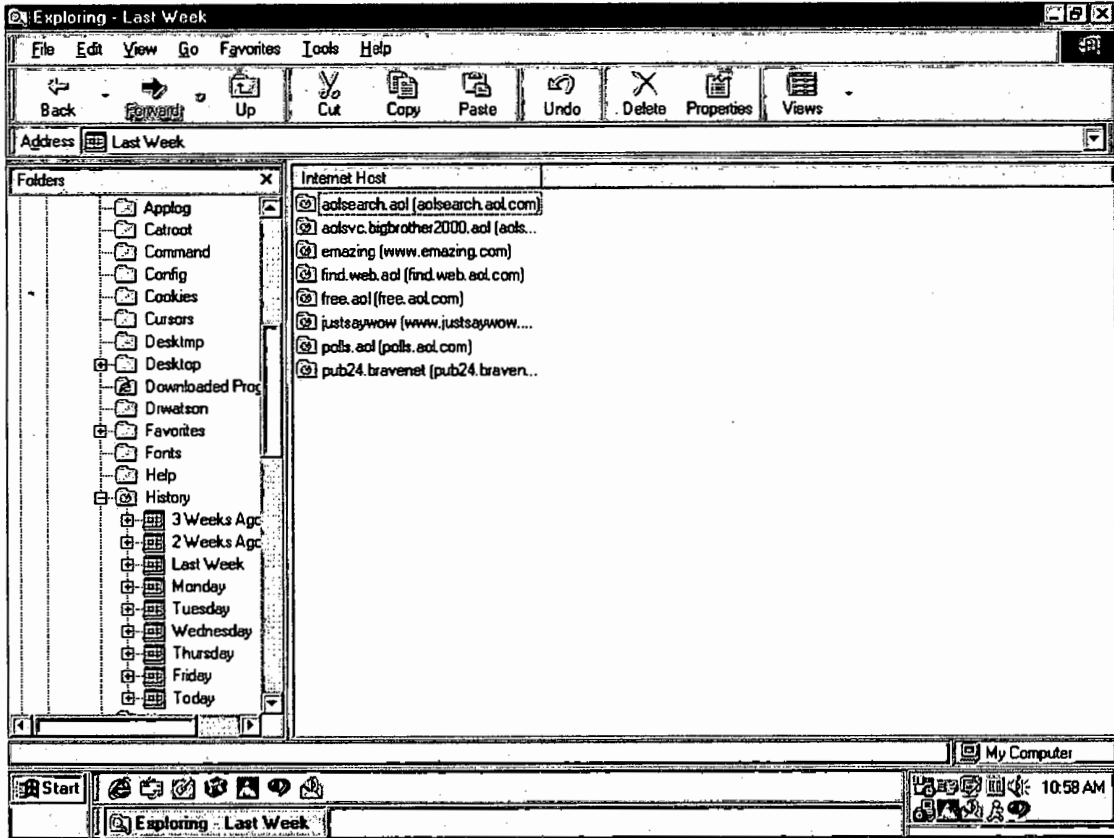 Exploring - Last Week
File Edit View Go Favorites Tools Help
Back Forward Up Cut Copy Paste Undo Delete Properties Views
Address Last Week
Folders
Applog
Catroot
Command
Config
Cookies
Cursors
Desktmp
Desktop
Downloaded Prog
Drwatson
Favorites
Fonts
Help
History
3 Weeks Ago
2 Weeks Ago
Last Week
Monday
Tuesday
Wednesday
Thursday
Friday
Today
Internet Host
aolsearch.aol (aolsearch.aol.com)
aolsvc.bigbrother2000.aol (aols...
emazing (www.emazing.com)
find.web.aol (find.web.aol.com)
free.aol (free.aol.com)
justsaywow (www.justsaywow....
polls.aol (polls.aol.com)
pub24.bravenet (pub24.braven...
My Computer
Start
10:58 AM
Exploring - Last Week